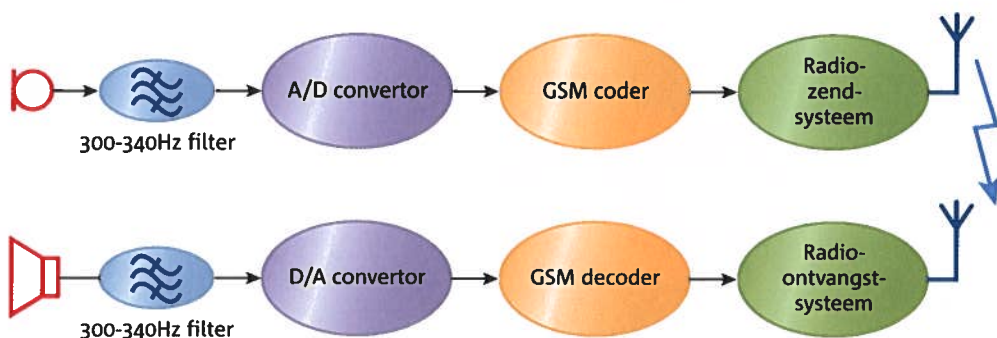 A/D convertor
GSM coder
Radio-
zend-
systeem
300-340Hz filter
D/A convertor
GSM decoder
Radio-
ontvangst-
systeem
300-340Hz filter